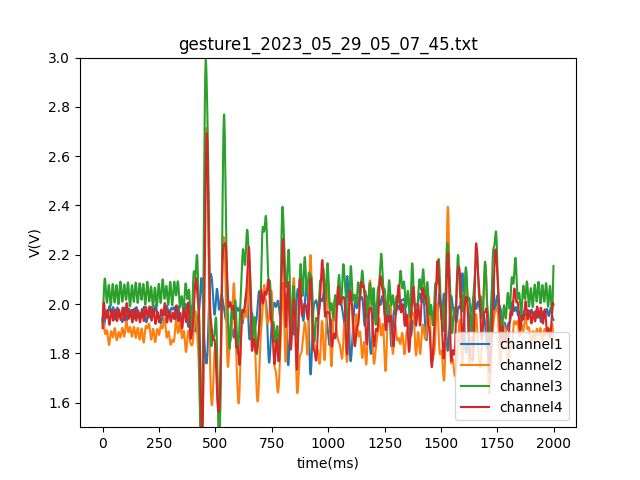 gesture1_2023_05_29_05_07_45.txt
3.0
2.8
2.6
2.4
2.2
2.0
1.8
1.6
V(V)
channel1
channel2
channel3
channel4
0 250 500 750 1000 1250 1500 1750 2000
time(ms)